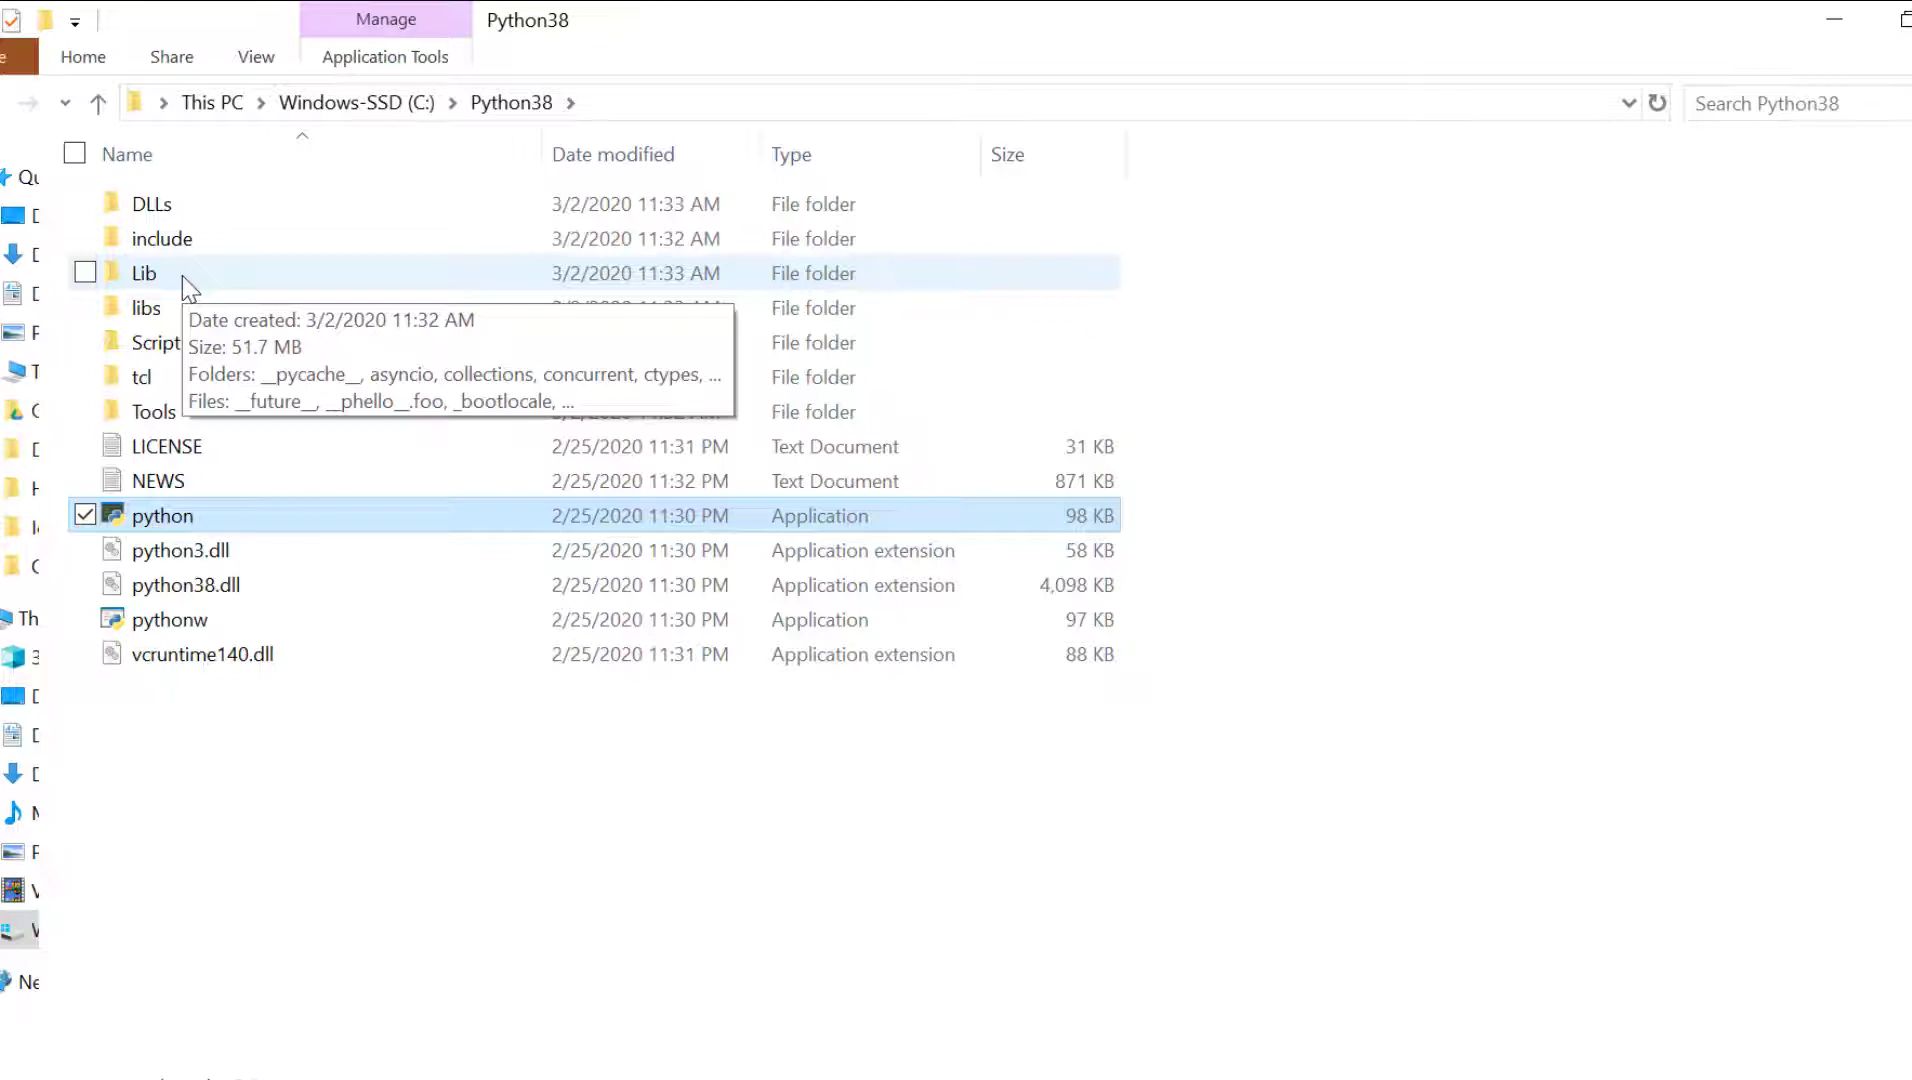 Manage
Python38
Home
Share
View
Application Tools
This PC
Windows-SSD (C:)
Python38
Search Python38
Name
Date modified
Type
Size
DLLs
3/2/2020 11:33 AM
File folder
include
3/2/2020 11:32 AM
File folder
Lib
3/2/2020 11:33 AM
File folder
libs
File folder
Script
File folder
tcl
File folder
Tools
File folder
Date created: 3/2/2020 11:32 AM
Size: 51.7 MB
Folders: __pycache__, asyncio, collections, concurrent, ctypes, ...
Files: __future__, __phello__.foo, _bootlocale, ...
LICENSE
2/25/2020 11:31 PM
Text Document
31 KB
NEWS
2/25/2020 11:32 PM
Text Document
871 KB
python
2/25/2020 11:30 PM
Application
98 KB
python3.dll
2/25/2020 11:30 PM
Application extension
58 KB
python38.dll
2/25/2020 11:30 PM
Application extension
4,098 KB
pythonw
2/25/2020 11:30 PM
Application
97 KB
vcruntime140.dll
2/25/2020 11:31 PM
Application extension
88 KB
Qu
Th
Ne